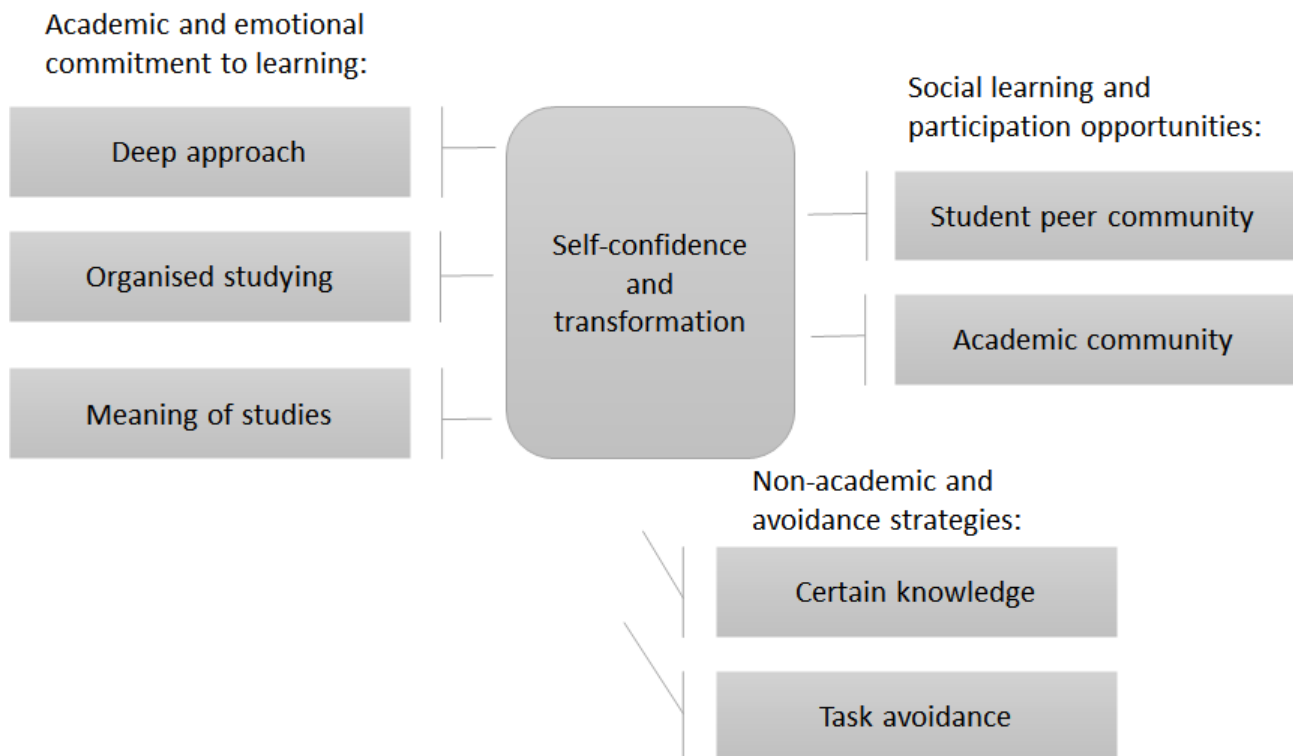 Academic and emotional
commitment to learning:
Deep approach
Organised studying
Meaning of studies
Self-confidence
and
transformation
Social learning and
participation opportunities:
Student peer community
Academic community
Non-academic and
avoidance strategies:
Certain knowledge
Task avoidance